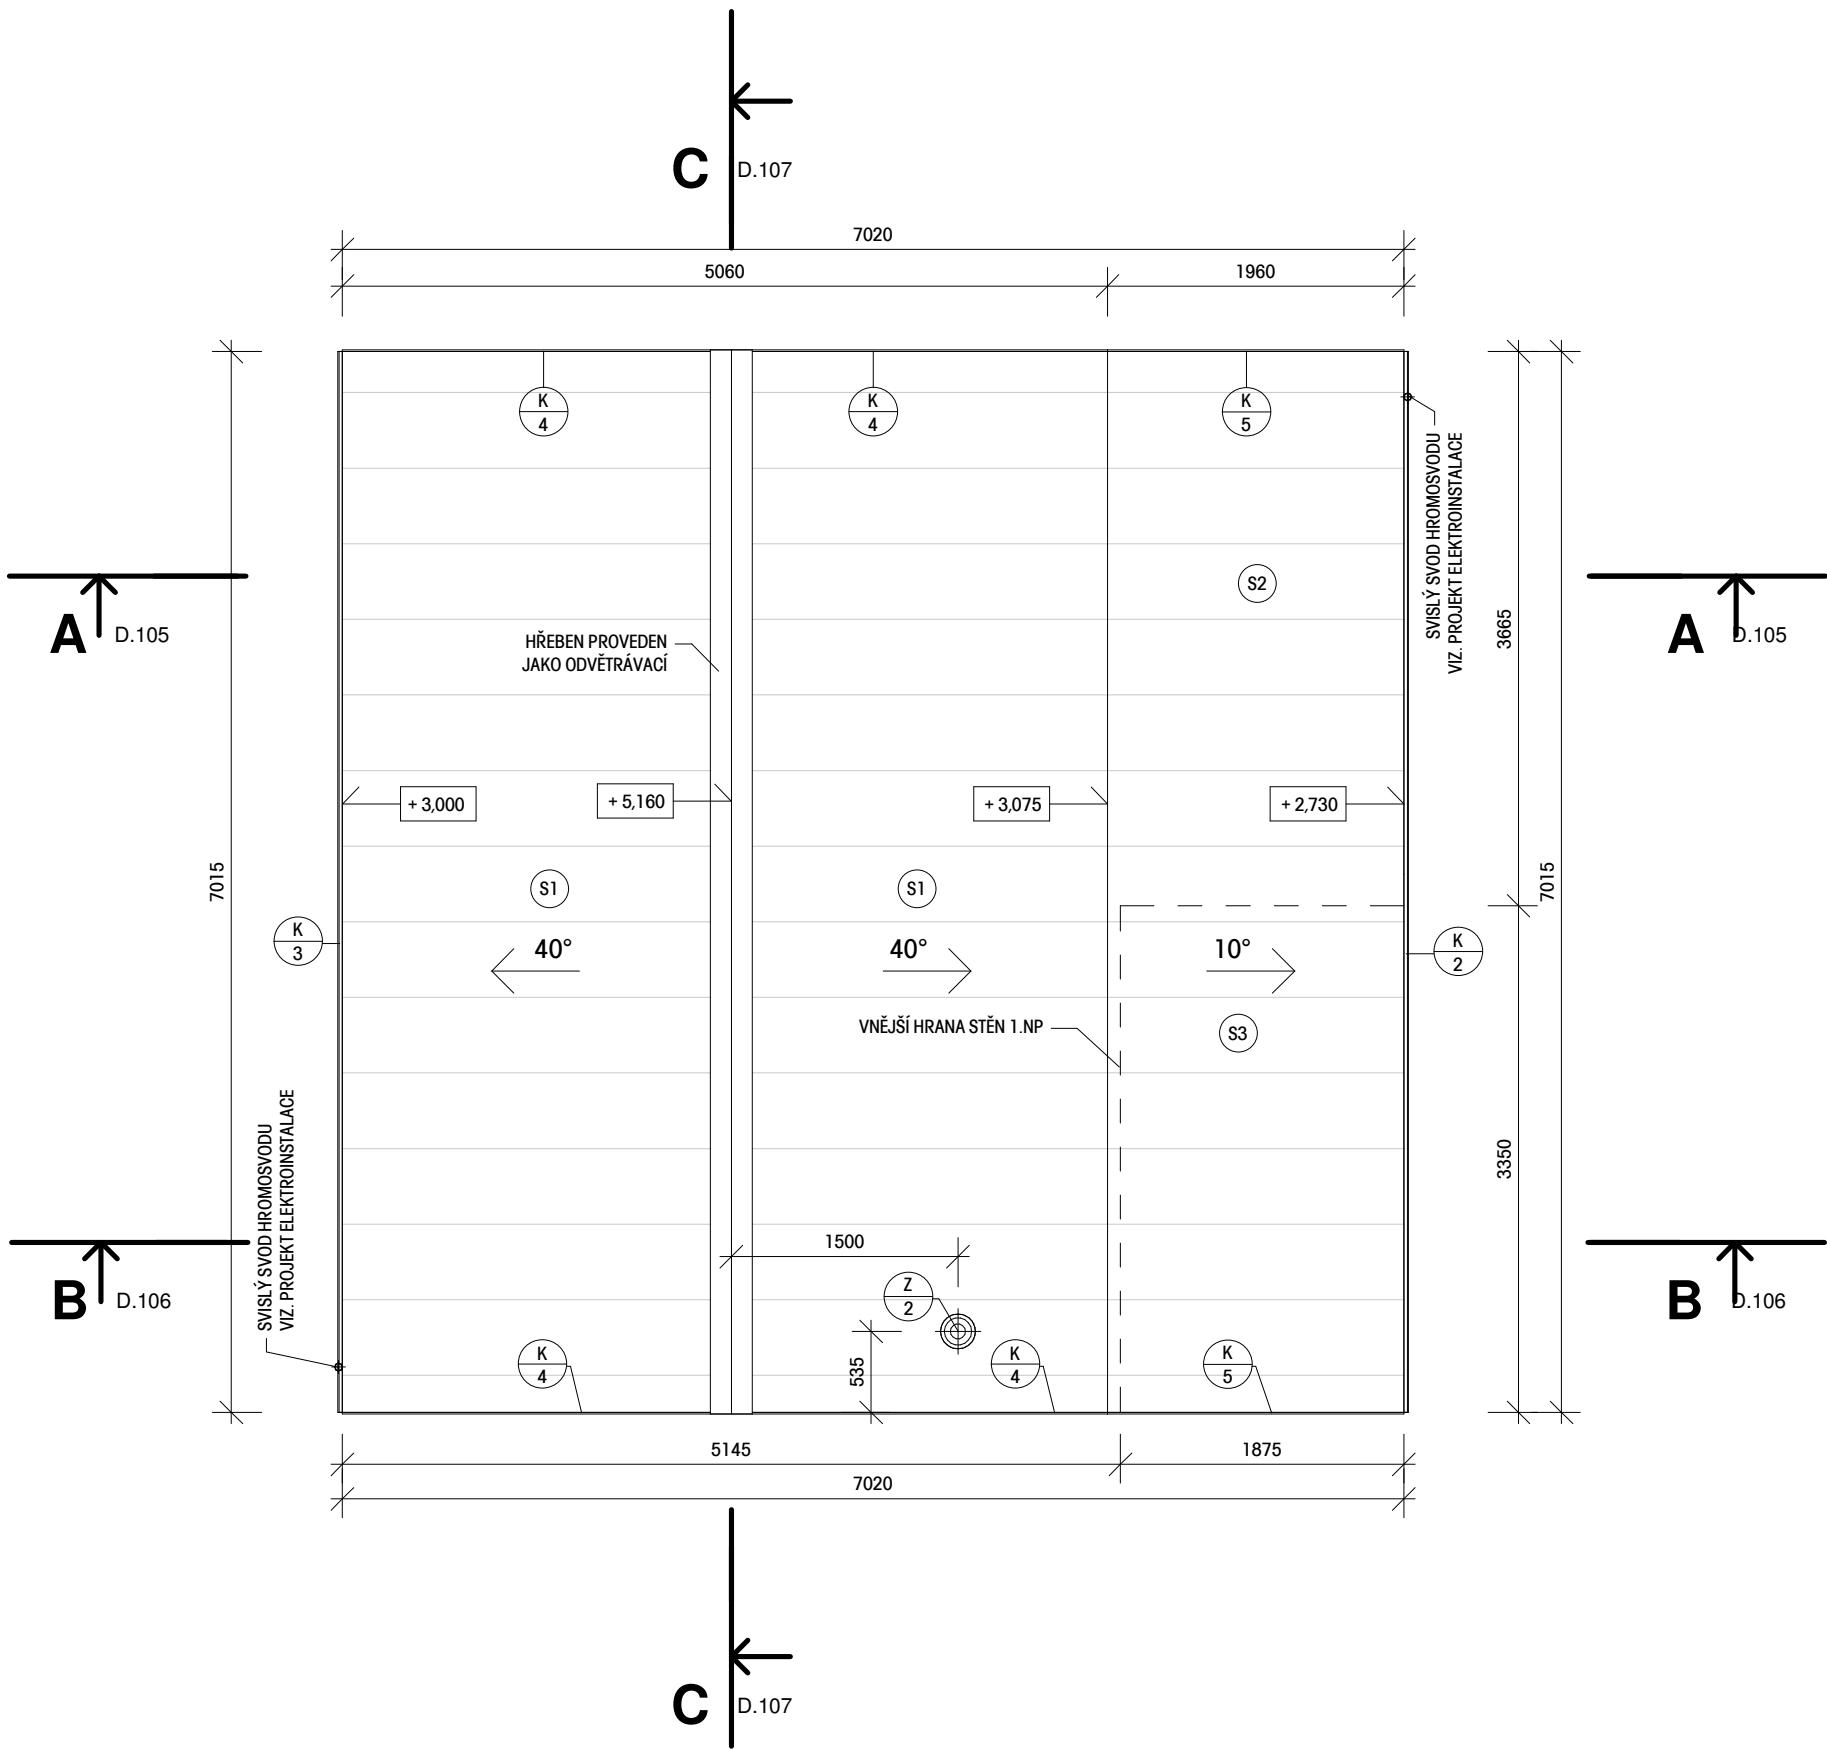 C
D.107
7020
5060
1960
K
4
K
4
K
5
SVISLÝ SVOD HROMOSVODU
VIZ. PROJEKT ELEKTROINSTALACE
S2
A
D.105
3665
A
D.105
HŘEBEN PROVEDEN
JAKO ODVĚTRÁVACÍ
+ 3,000
+ 5,160
+ 3,075
+ 2,730
7015
7015
S1
S1
K
3
40°
40°
10°
K
2
VNĚJŠÍ HRANA STĚN 1.NP
S3
SVISLÝ SVOD HROMOSVODU
VIZ. PROJEKT ELEKTROINSTALACE
3350
1500
B
D.106
Z
2
B
D.106
K
4
535
K
4
K
5
5145
1875
7020
C
D.107